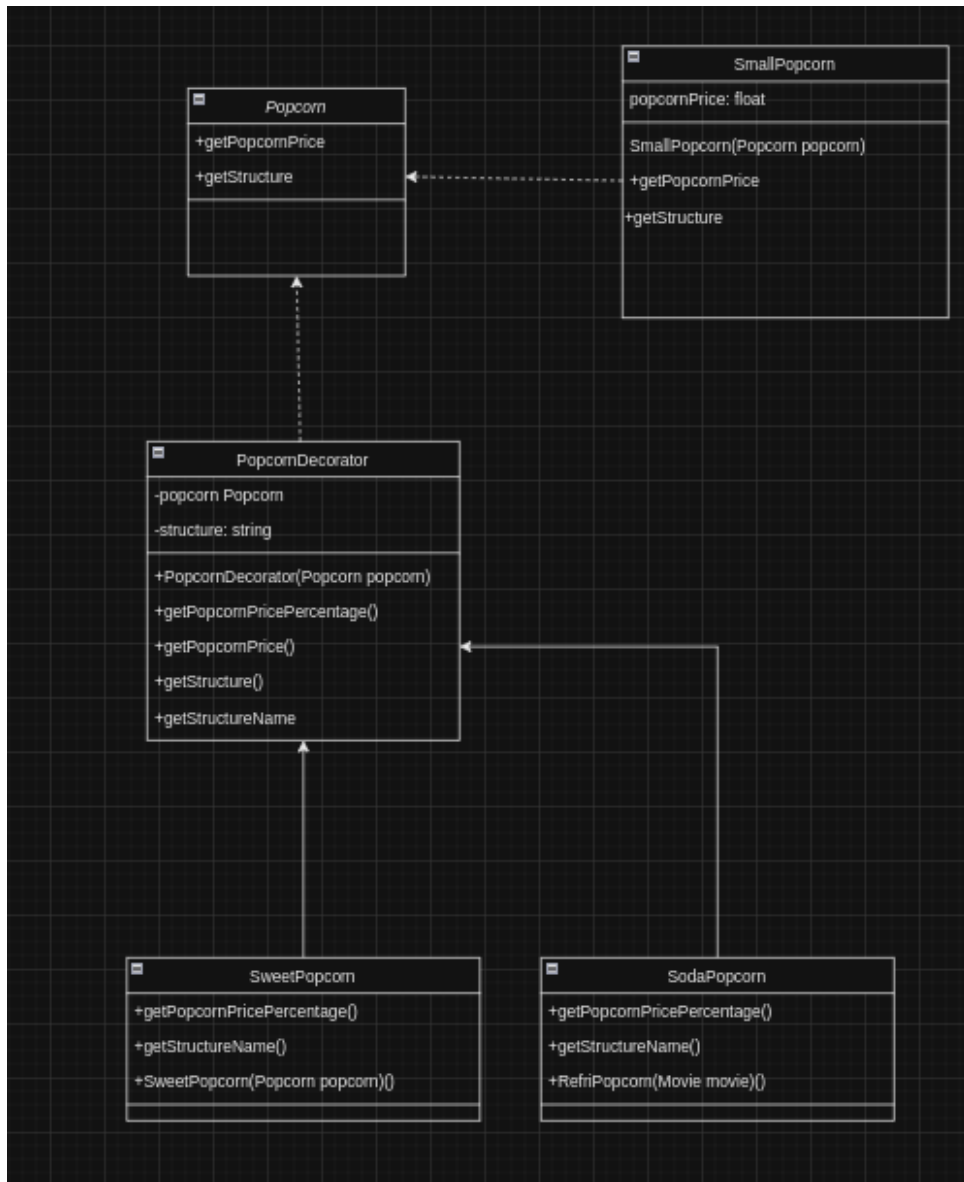 Popcorn
+getPopcornPrice
+getStructure
SmallPopcorn
popcornPrice: float
SmallPopcorn(Popcorn popcorn)
+getPopcornPrice
+getStructure
PopcornDecorator
-popcorn Popcorn
-structure: string
+PopcornDecorator(Popcorn popcorn)
+getPopcornPricePercentage()
+getPopcornPrice()
+getStructure()
+getStructureName
SweetPopcorn
+getPopcornPricePercentage()
+getStructureName()
+SweetPopcorn(Popcorn popcorn)()
SodaPopcorn
+getPopcornPricePercentage()
+getStructureName()
+RefriPopcorn(Movie movie)()